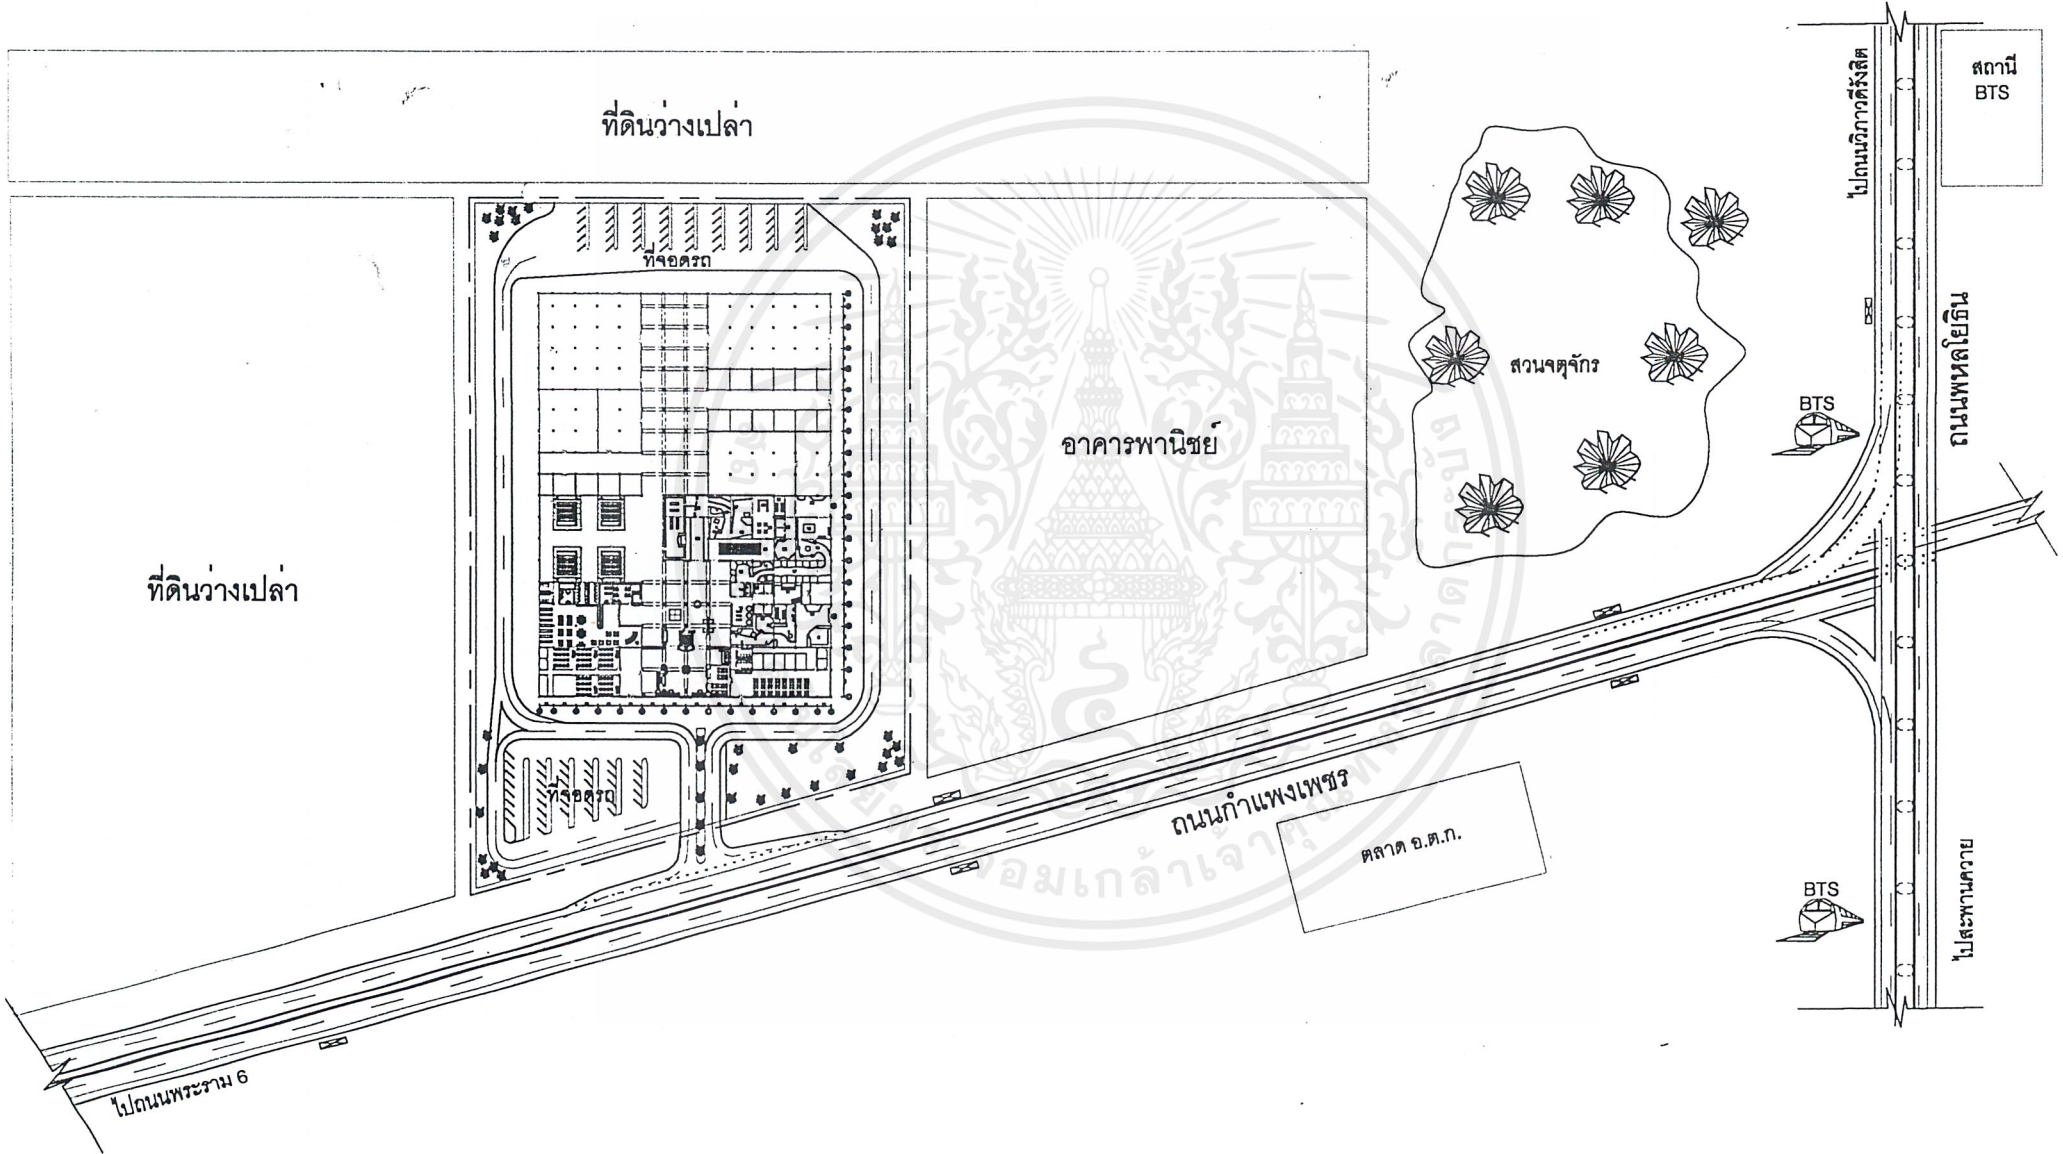 สถานี
BTS
ไปถนนวิภาวดีรังสิต
ที่ดินว่างเปล่า
ที่จอดรถ
ถนนพหลโยธิน
สวนจตุจักร
BTS
อาคารพานิชย์
ที่ดินว่างเปล่า
ที่จอดรถ
ถนนกำแพงเพชร
ตลาด อ.ต.ก.
BTS
ไปสะพานควาย
ไปถนนพระราม 6